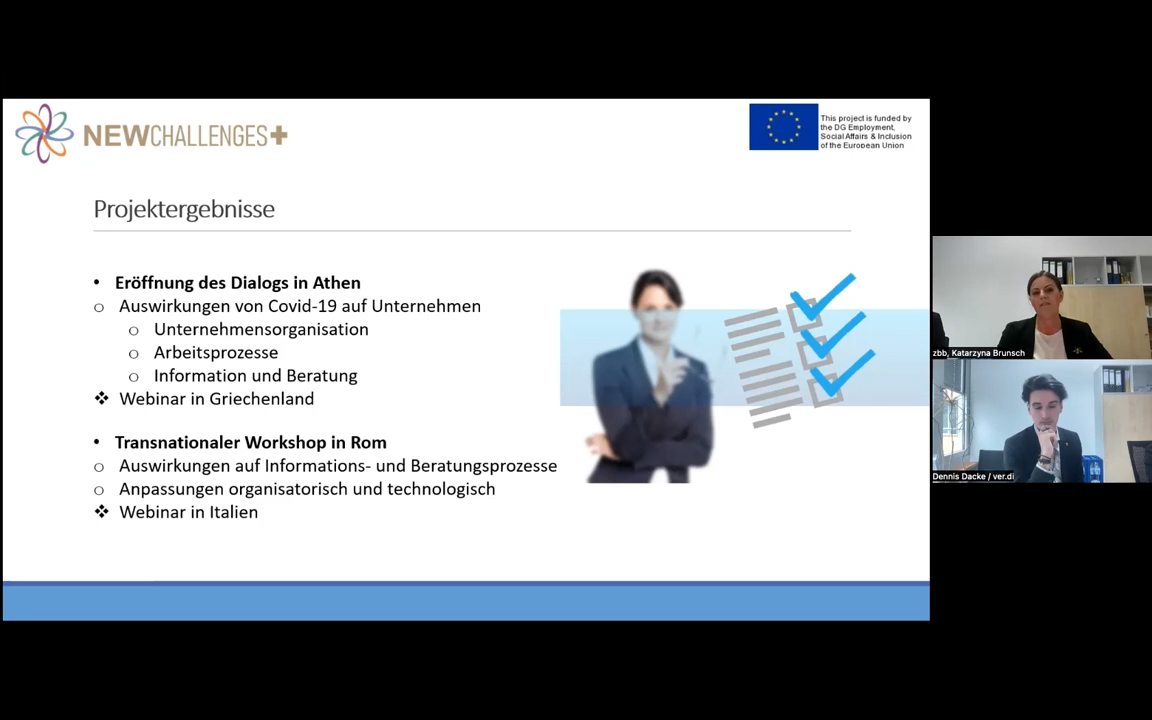 NEWCHALLENGES+
This project is funded by
the DG Employment,
Social Affairs & Inclusion
of the European Union
Projektergebnisse
• Eröffnung des Dialogs in Athen
o Auswirkungen von Covid-19 auf Unternehmen
o Unternehmensorganisation
o Arbeitsprozesse
o Information und Beratung
❖ Webinar in Griechenland
• Transnationaler Workshop in Rom
o Auswirkungen auf Informations- und Beratungsprozesse
o Anpassungen organisatorisch und technologisch
❖ Webinar in Italien
zbb, Katarzyna Brunsch
Dennis Dacke / ver.di